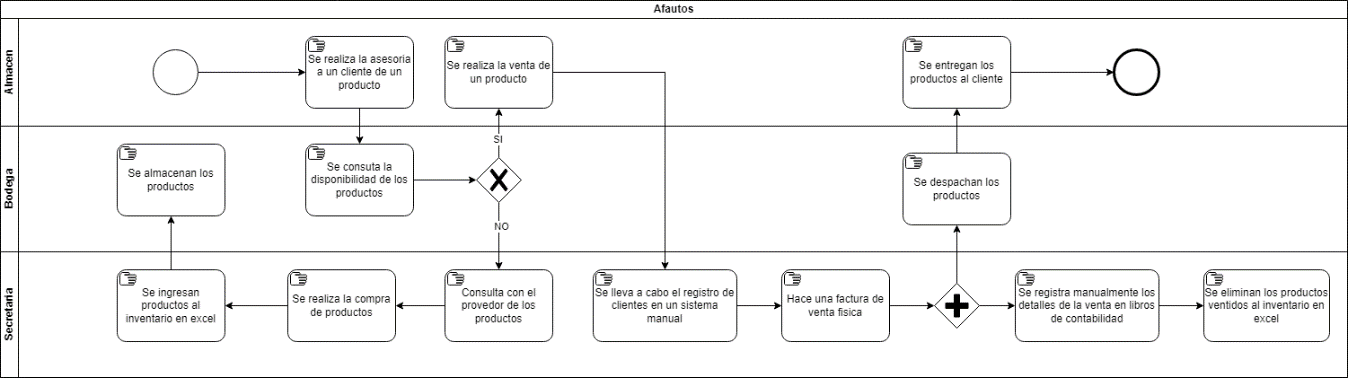 Afautos
Almacen
Se realiza la asesoria
a un cliente de un
producto
Se realiza la venta de
un producto
Se entregan los
productos al cliente
SI
Bodega
Se almacenan los
productos
Se consuta la
disponibilidad de los
productos
Se despachan los
productos
NO
Secretaria
Se ingresan
productos al
inventario en excel
Se realiza la compra
de productos
Consulta con el
provedor de los
productos
Se lleva a cabo el registro de
clientes en un sistema
manual
Hace una factura de
venta fisica
Se registra manualmente los
detalles de la venta en libros
de contabilidad
Se eliminan los productos
ventidos al inventario en
excel